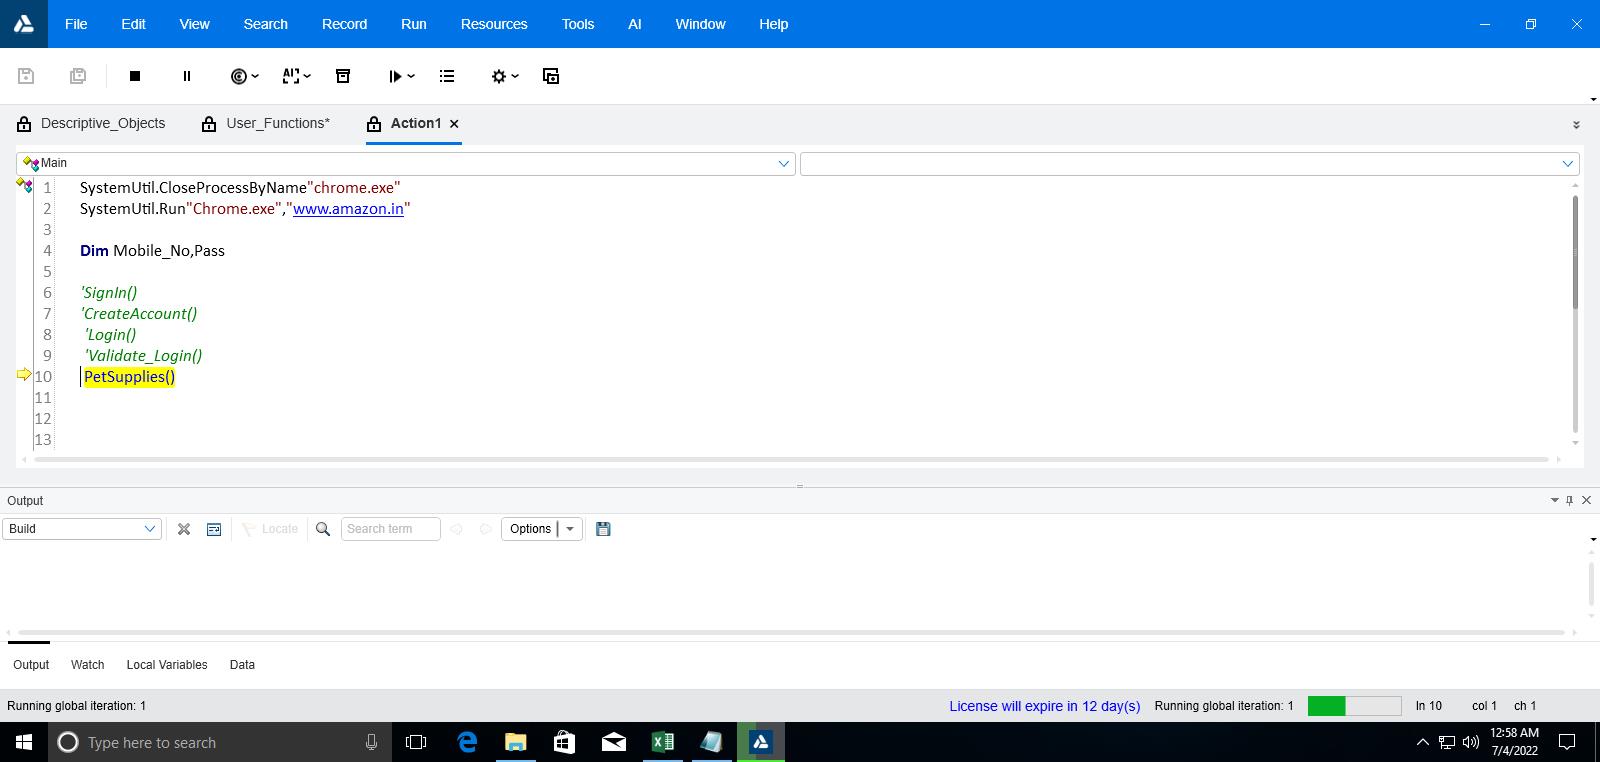 File Edit View Search Record Run Resources Tools AI Window Help
AI
Descriptive_Objects User_Functions* Action1
Main
1 SystemUtil.CloseProcessByName"chrome.exe"
2 SystemUtil.Run"Chrome.exe","www.amazon.in"
3
4 Dim Mobile_No,Pass
5
6 'SignIn()
7 'CreateAccount()
8 'Login()
9 'Validate_Login()
10 PetSupplies()
11
12
13
Output
Build Locate Search term Options
Output Watch Local Variables Data
Running global iteration: 1 License will expire in 12 day(s) Running global iteration: 1 ln 10 col 1 ch 1
Type here to search 12:58 AM
7/4/2022